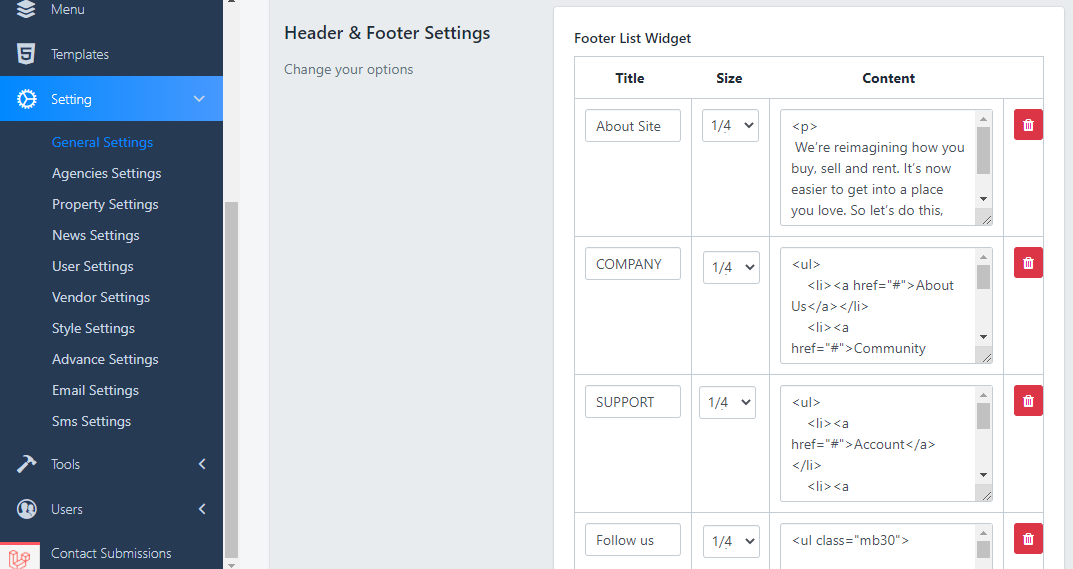 Menu
Templates
Setting
General Settings
Agencies Settings
Property Settings
News Settings
User Settings
Vendor Settings
Style Settings
Advance Settings
Email Settings
Sms Settings
Tools
Users
Contact Submissions
Header & Footer Settings
Change your options
Footer List Widget
Title Size Content
About Site 1/4
<p>
We’re reimagining how you
buy, sell and rent. It’s now
easier to get into a place
you love. So let’s do this,
COMPANY 1/4
<ul>
<li><a href="#">About
Us</a></li>
<li><a
href="#">Community
SUPPORT 1/4
<ul>
<li><a
href="#">Account</a>
</li>
<li><a
Follow us 1/4
<ul class="mb30">